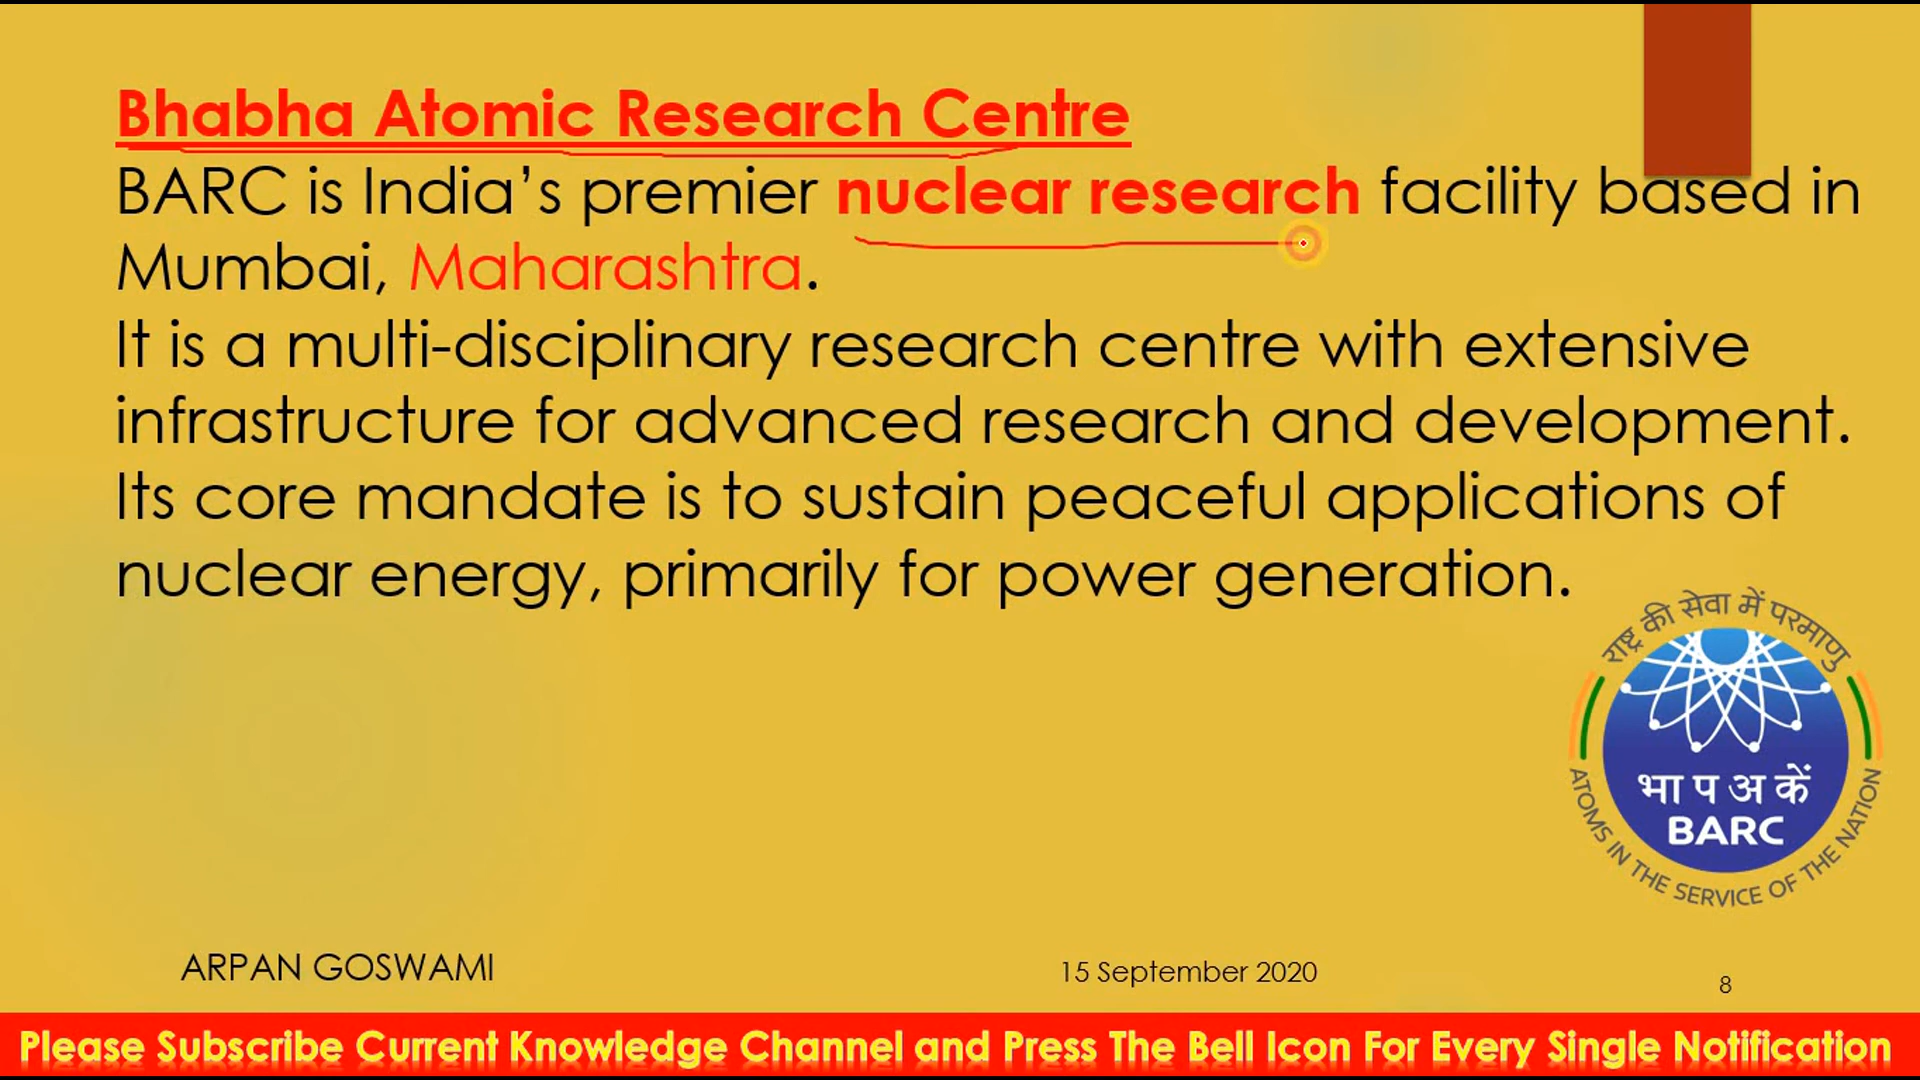 Bhabha Atomic Research Centre
BARC is India’s premier nuclear research facility based in
Mumbai, Maharashtra.
It is a multi-disciplinary research centre with extensive
infrastructure for advanced research and development.
Its core mandate is to sustain peaceful applications of
nuclear energy, primarily for power generation.
राष्ट्र की सेवा में परमाणु
भा प अ कें
BARC
ATOMS IN THE SERVICE OF THE NATION
ARPAN GOSWAMI
15 September 2020
8
Please Subscribe Current Knowledge Channel and Press The Bell Icon For Every Single Notification